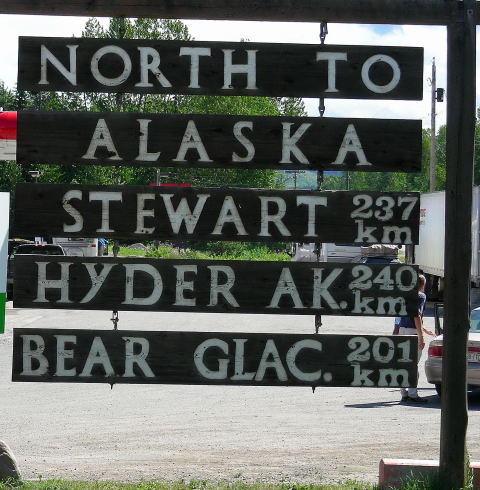 NORTH TO
ALASKA
STEWART 237 km
HYDER AK. 240 km
BEAR GLAC. 201 km